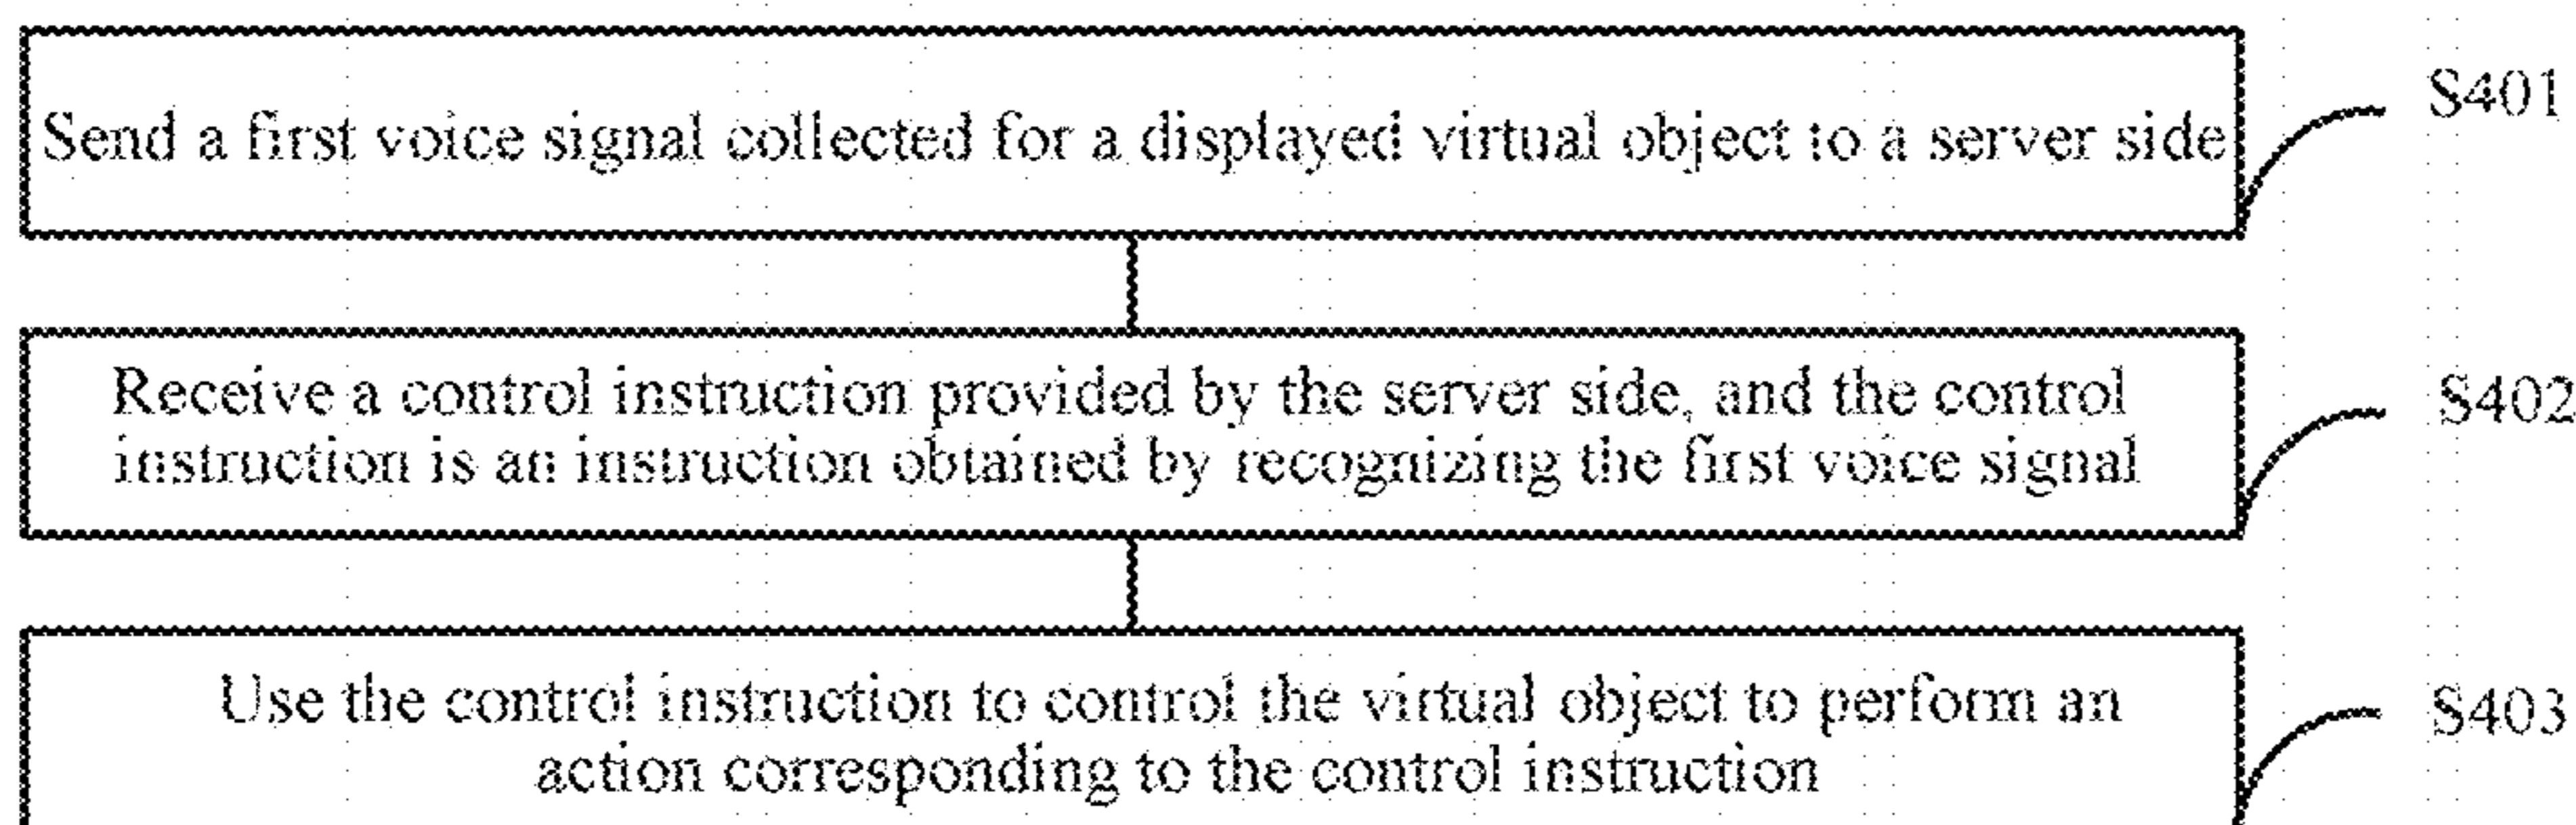 Send a first voice signal collected for a displayed virtual object to a server side
S401
Receive a control instruction provided by the server side, and the control
instruction is an instruction obtained by recognizing the first voice signal
S402
Use the control instruction to control the virtual object to perform an
action corresponding to the control instruction
S403